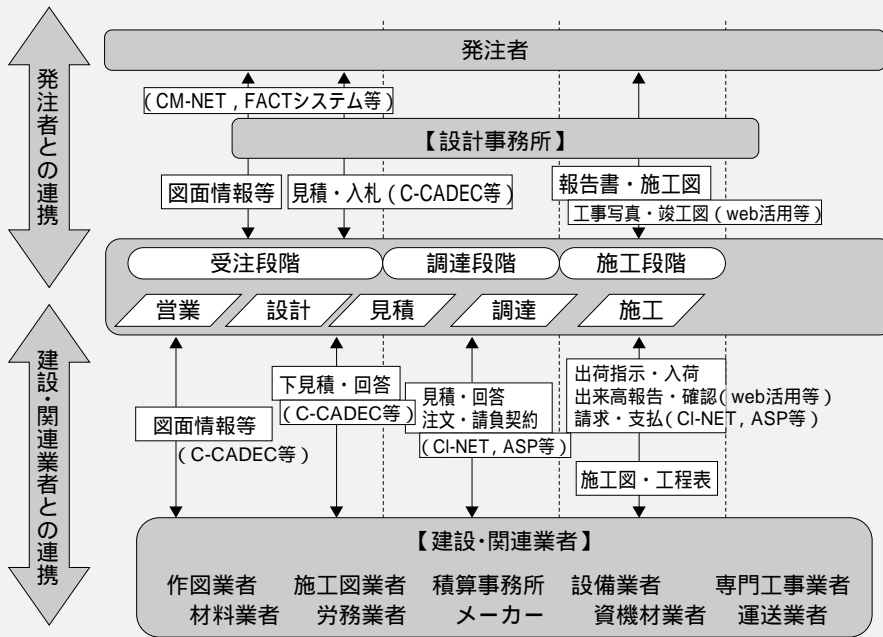 発注者との連携
発注者
(CM-NET , FACTシステム等)
【設計事務所】
図面情報等
見積・入札(C-CADEC等)
報告書・施工図
工事写真・竣工図(web活用等)
受注段階
調達段階
施工段階
営業
設計
見積
調達
施工
建設・関連業者との連携
図面情報等
(C-CADEC等)
下見積・回答
(C-CADEC等)
見積・回答
注文・請負契約
(CI-NET , ASP等)
出荷指示・入荷
出来高報告・確認(web活用等)
請求・支払(CI-NET , ASP等)
施工図・工程表
【建設・関連業者】
作図業者 施工図業者 積算事務所 設備業者 専門工事業者
材料業者 労務業者 メーカー 資機材業者 運送業者